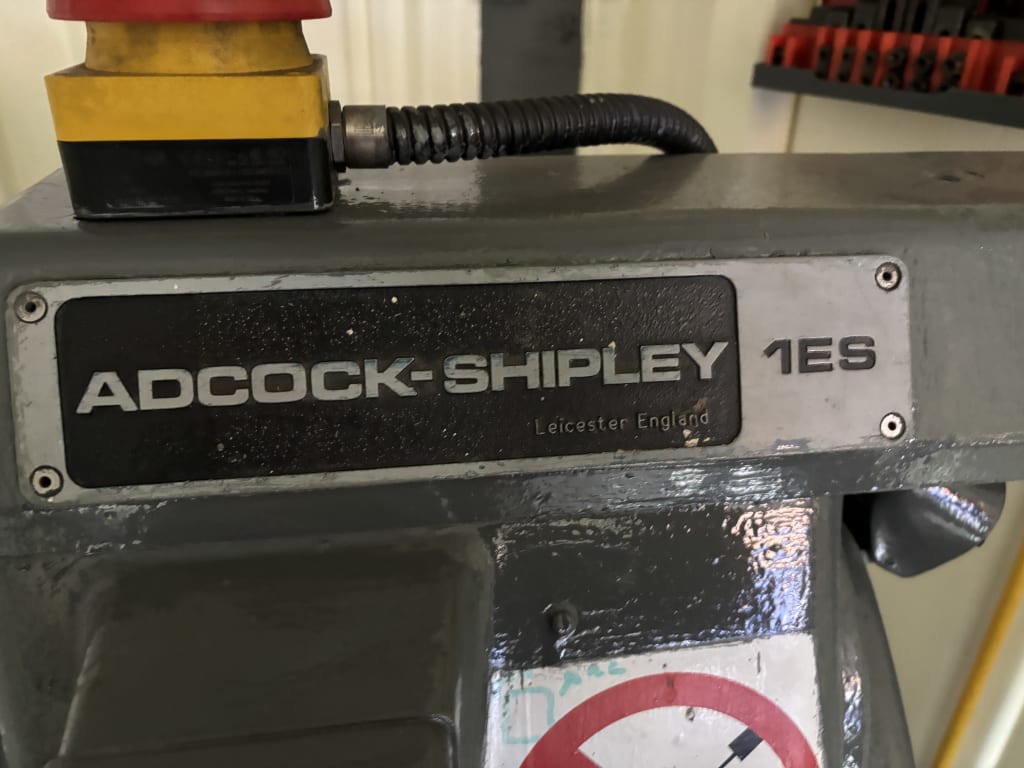 ADCOCK-SHIPLEY
Leicester England
1ES